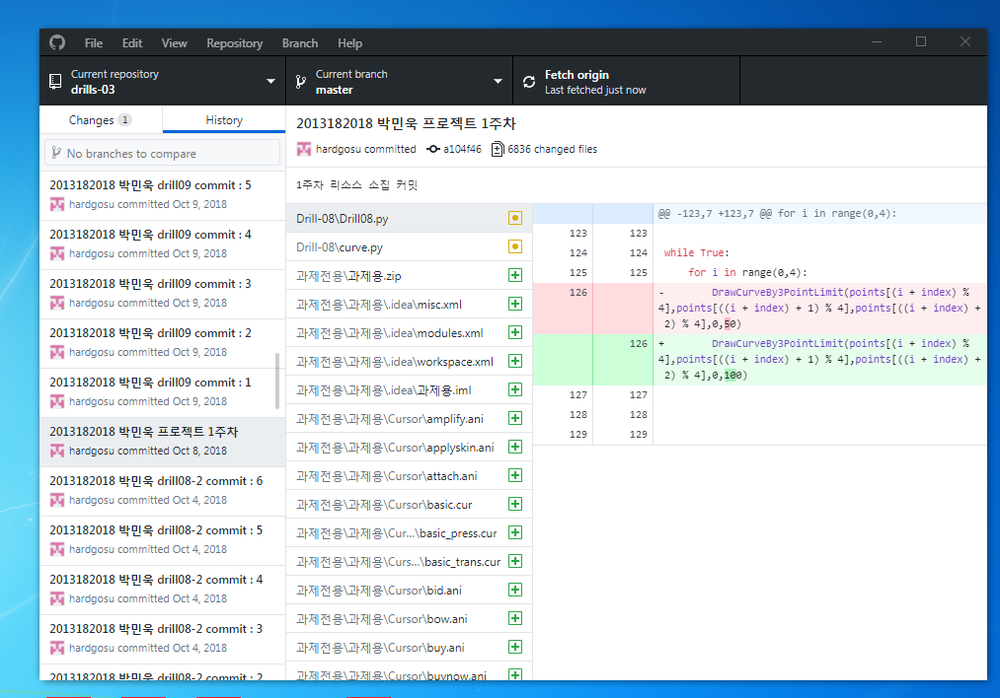 File Edit View Repository Branch Help
Current repository
drills-03
Current branch
master
Fetch origin
Last fetched just now
Changes 1
History
No branches to compare
2013182018 박민욱 drill09 commit : 5
hardgosu committed Oct 9, 2018
2013182018 박민욱 drill09 commit : 4
hardgosu committed Oct 9, 2018
2013182018 박민욱 drill09 commit : 3
hardgosu committed Oct 9, 2018
2013182018 박민욱 drill09 commit : 2
hardgosu committed Oct 9, 2018
2013182018 박민욱 drill09 commit : 1
hardgosu committed Oct 9, 2018
2013182018 박민욱 프로젝트 1주차
hardgosu committed Oct 8, 2018
2013182018 박민욱 drill08-2 commit : 6
hardgosu committed Oct 4, 2018
2013182018 박민욱 drill08-2 commit : 5
hardgosu committed Oct 4, 2018
2013182018 박민욱 drill08-2 commit : 4
hardgosu committed Oct 4, 2018
2013182018 박민욱 drill08-2 commit : 3
hardgosu committed Oct 4, 2018
2013182018 박민욱 drill08-2 commit : 2
2013182018 박민욱 프로젝트 1주차
hardgosu committed a104f46 6836 changed files
1주차 리소스 소집 커밋
Drill-08\Drill08.py
Drill-08\curve.py
과제전용\과제용.zip
과제전용\과제용\.idea\misc.xml
과제전용\과제용\.idea\modules.xml
과제전용\과제용\.idea\workspace.xml
과제전용\과제용\.idea\과제용.iml
과제전용\과제용\Cursor\amplify.ani
과제전용\과제용\Cursor\applyskin.ani
과제전용\과제용\Cursor\attach.ani
과제전용\과제용\Cursor\basic.cur
과제전용\과제용\Cur...\basic_press.cur
과제전용\과제용\Curs...\basic_trans.cur
과제전용\과제용\Cursor\bid.ani
과제전용\과제용\Cursor\bow.ani
과제전용\과제용\Cursor\buy.ani
과제전용\과제용\Cursor\buynow.ani
@@ -123,7 +123,7 @@ for i in range(0,4):
123 123
124 124 while True:
125 125 for i in range(0,4):
126 - DrawCurveBy3PointLimit(points[(i + index) %
4],points[((i + index) + 1) % 4],points[((i + index) +
2) % 4],0,50)
126 + DrawCurveBy3PointLimit(points[(i + index) %
4],points[((i + index) + 1) % 4],points[((i + index) +
2) % 4],0,100)
127 127
128 128
129 129